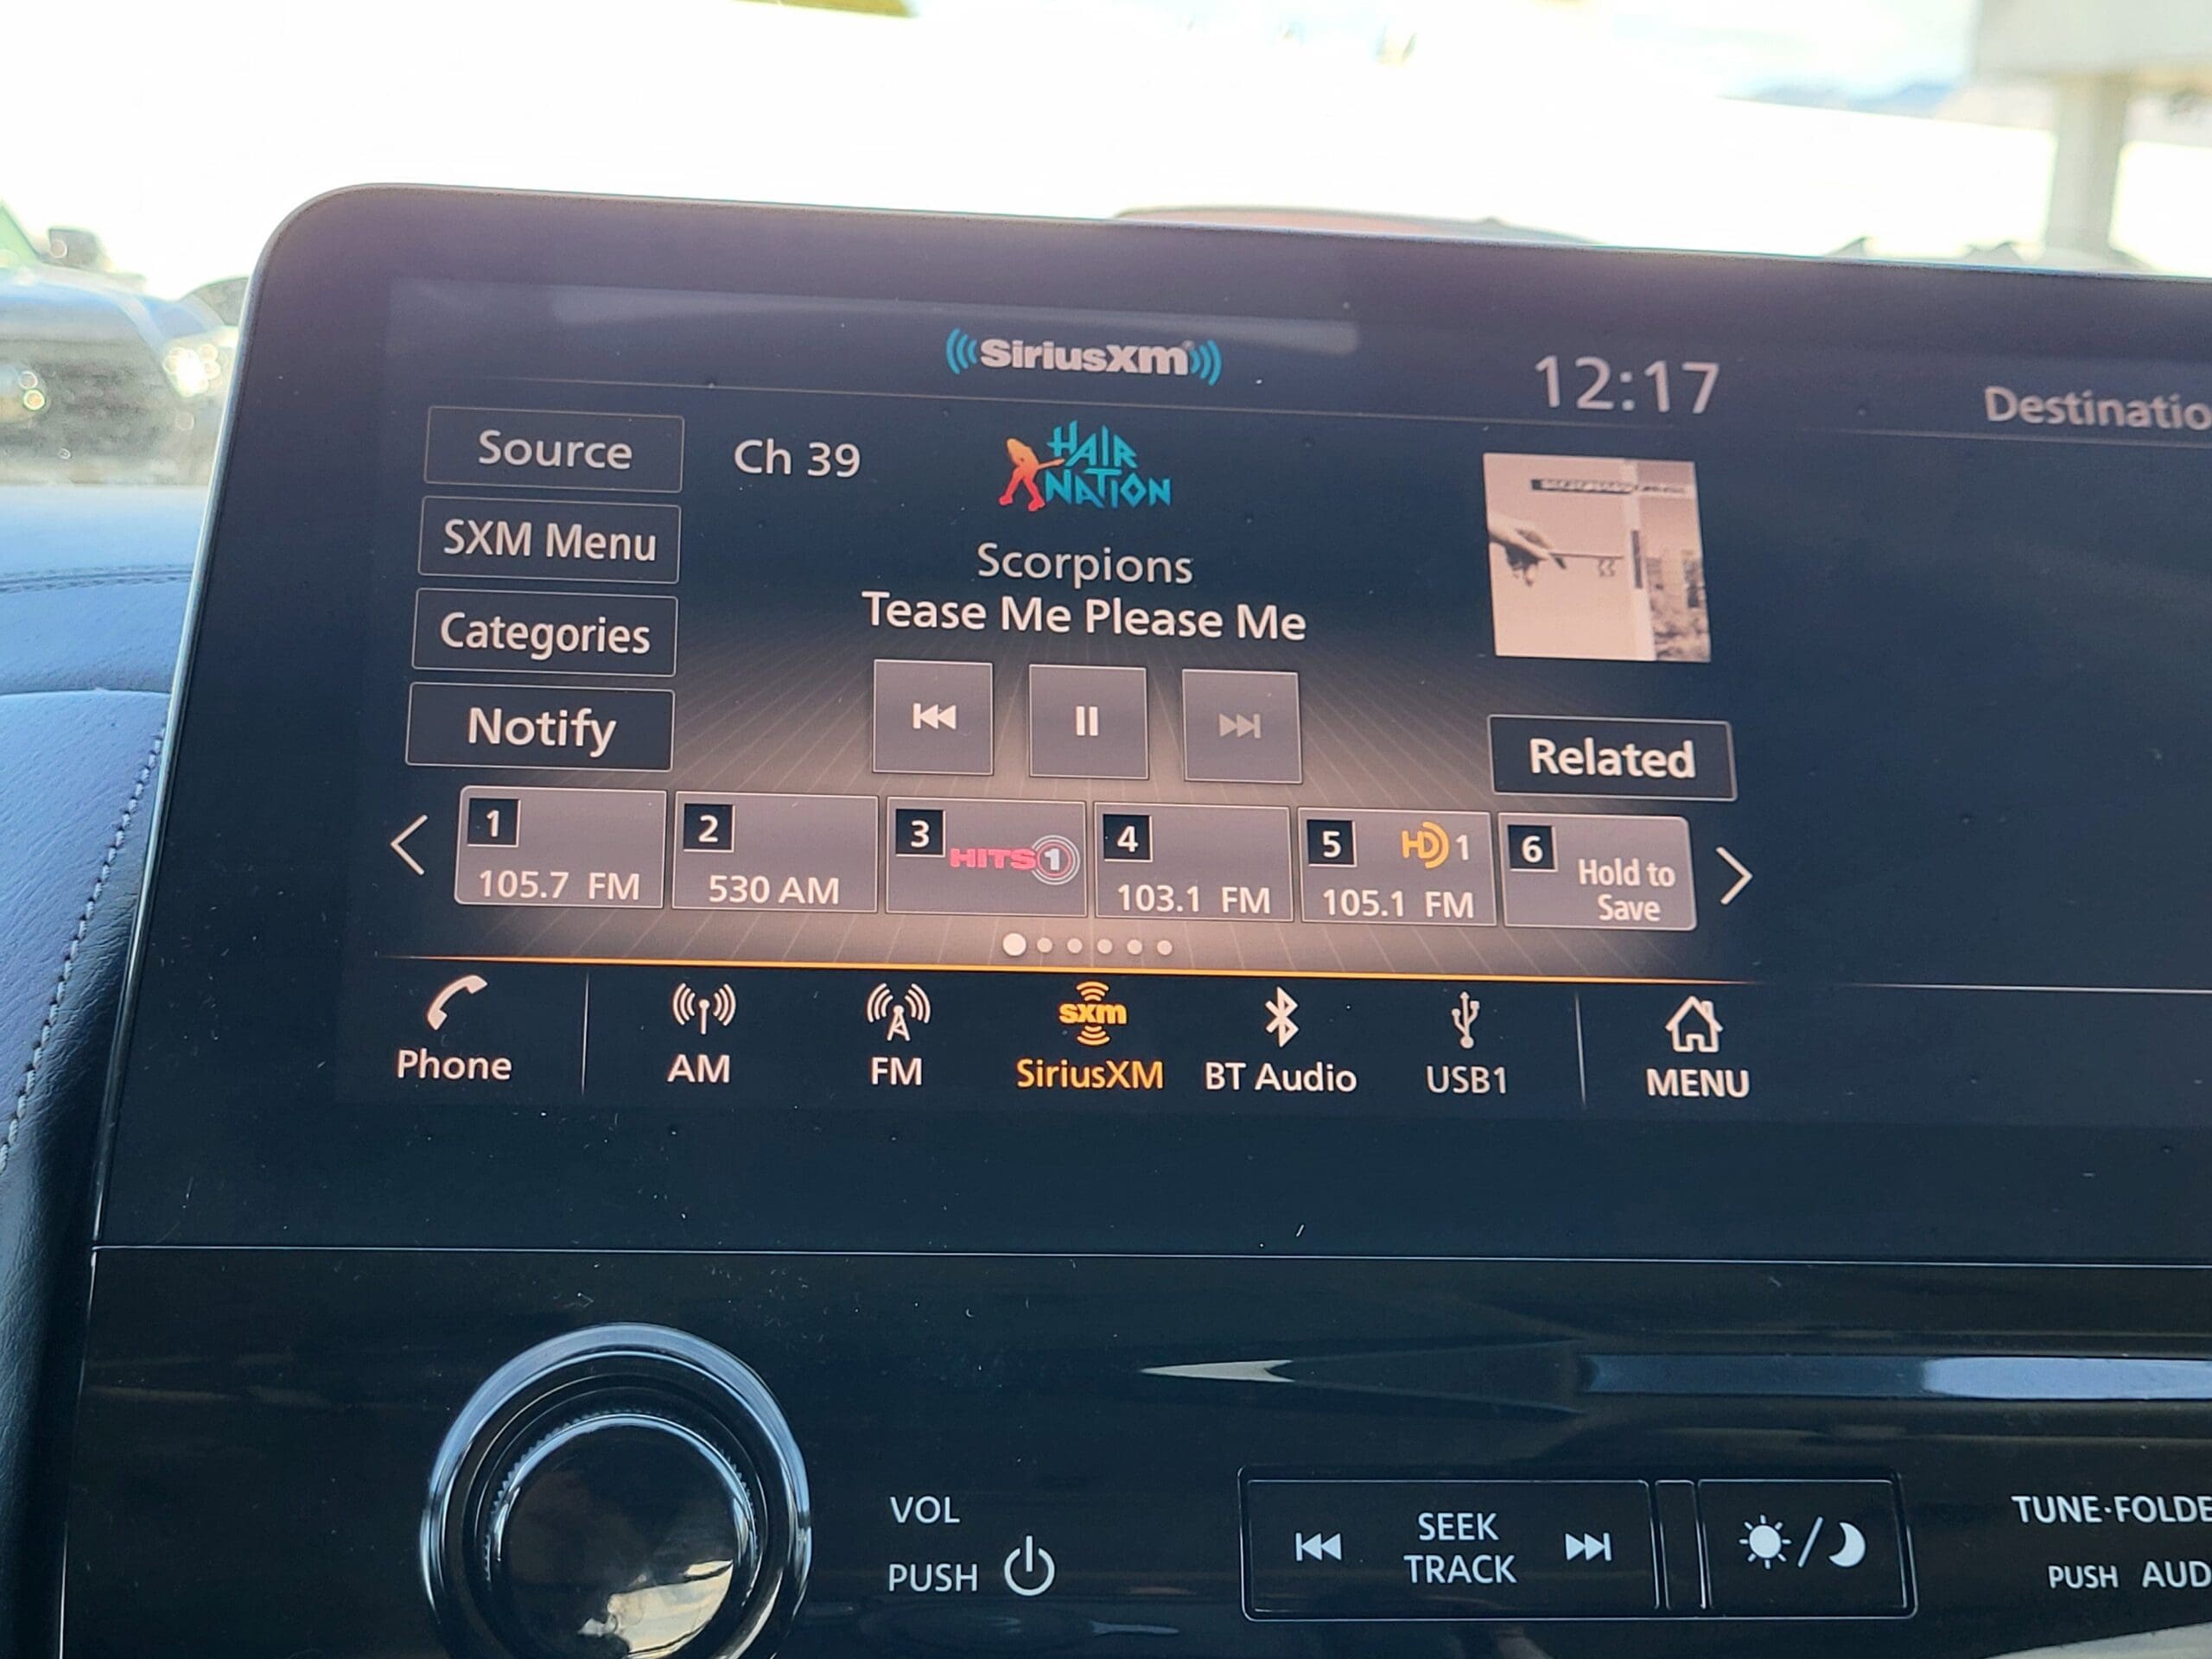 SiriusXM
12:17
Destinatio
Source
Ch 39
HAIR
NATION
SXM Menu
Scorpions
Categories
Tease Me Please Me
Notify
Related
1
105.7 FM
2
530 AM
3
HITS 1
4
103.1 FM
5
HD 1
105.1 FM
6
Hold to
Save
Phone
AM
FM
sxm
SiriusXM
BT Audio
USB1
MENU
VOL
PUSH
SEEK
TRACK
TUNE·FOLDE
PUSH AUD